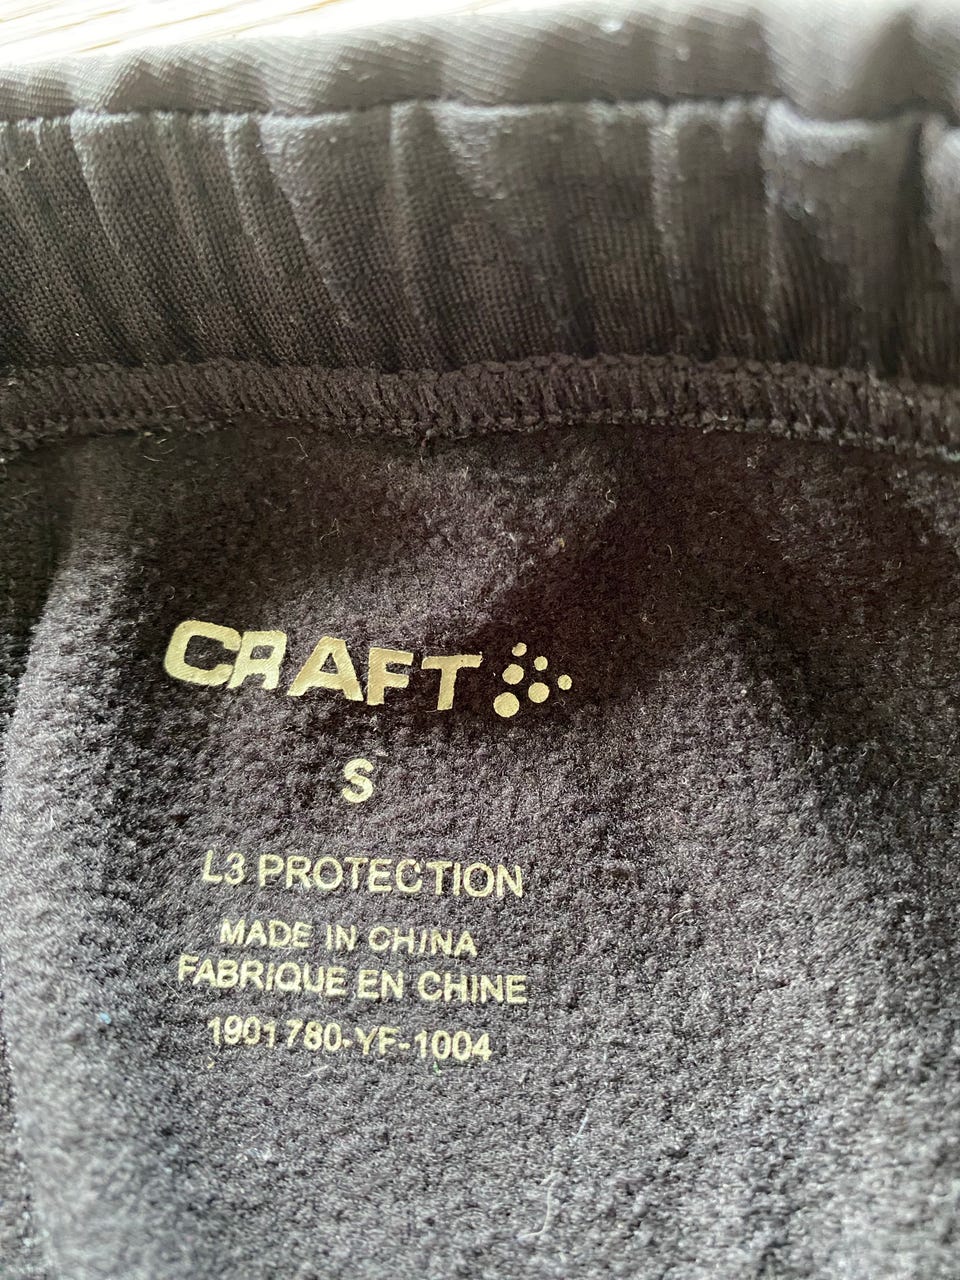 CRAFT
S
L3 PROTECTION
MADE IN CHINA
FABRIQUE EN CHINE
1901780-YF-1004